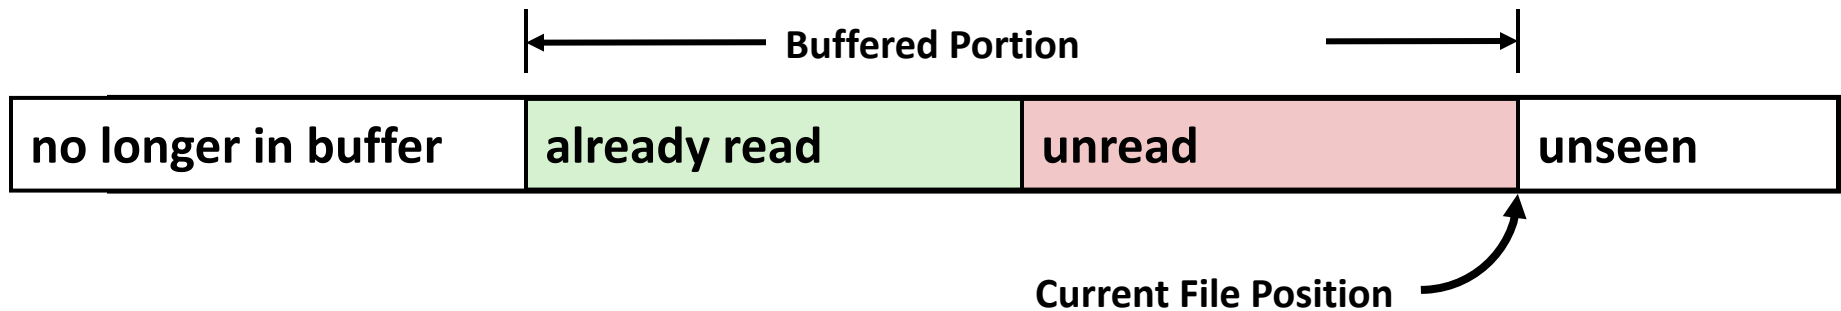 Buffered Portion
no longer in buffer already read unread unseen
Current File Position